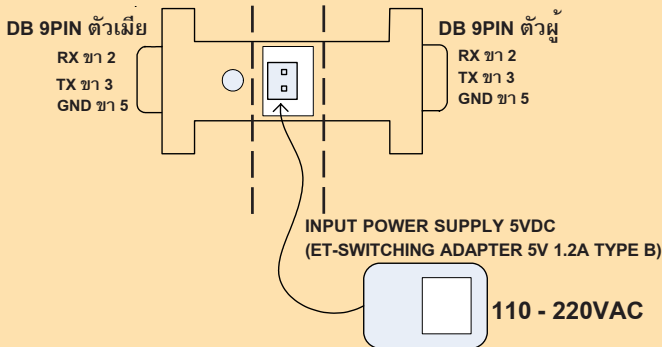 DB 9PIN ตัวเมีย
RX ขา 2
TX ขา 3
GND ขา 5
DB 9PIN ตัวผู้
RX ขา 2
TX ขา 3
GND ขา 5
INPUT POWER SUPPLY 5VDC
(ET-SWITCHING ADAPTER 5V 1.2A TYPE B)
110 - 220VAC